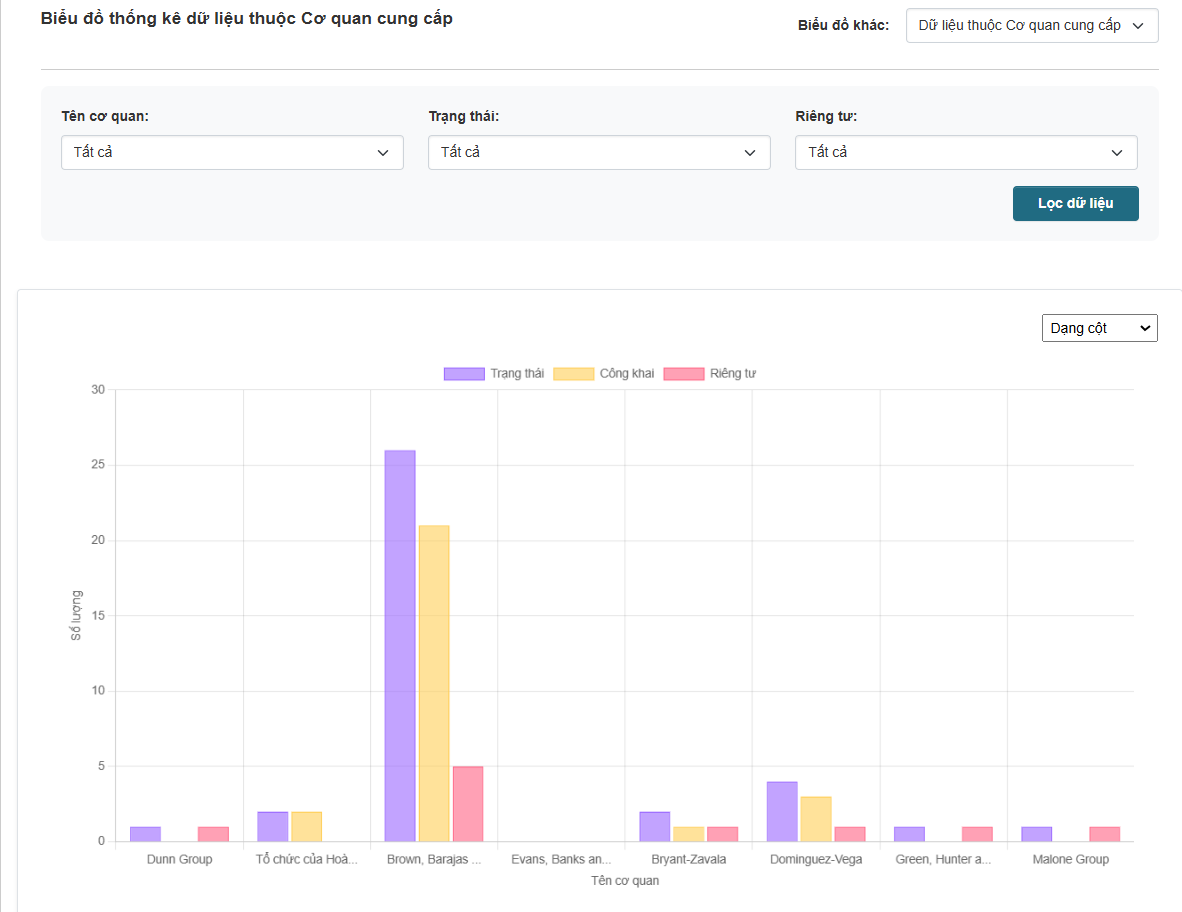 Biểu đồ thống kê dữ liệu thuộc Cơ quan cung cấp
Biểu đồ khác: Dữ liệu thuộc Cơ quan cung cấp
Tên cơ quan: Trạng thái: Riêng tư:
Tất cả Tất cả Tất cả
Lọc dữ liệu
Dạng cột
Trạng thái Công khai Riêng tư
30
25
20
15
10
5
0
Số lượng
Dunn Group Tổ chức của Hoà... Brown, Barajas ... Evans, Banks an... Bryant-Zavala Dominguez-Vega Green, Hunter a... Malone Group
Tên cơ quan